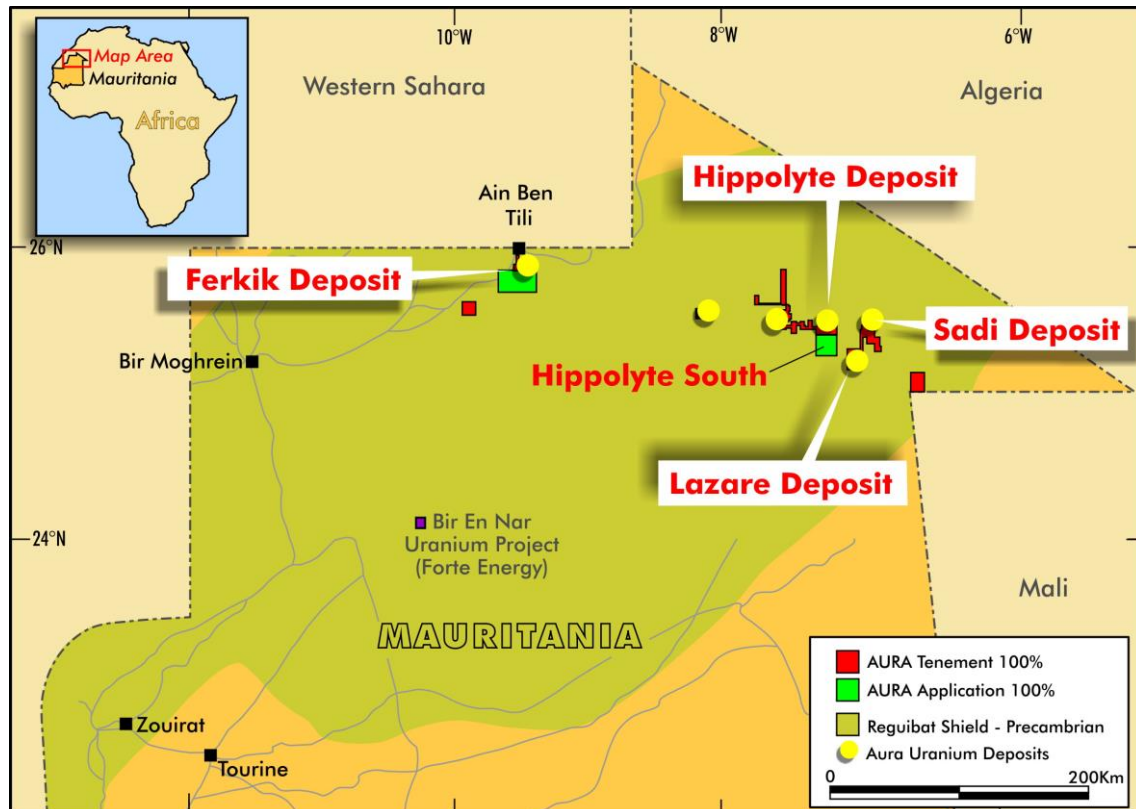 10°W
8°W
6°W
Map Area
Mauritania
Africa
Western Sahara
Algeria
Hippolyte Deposit
Ain Ben
Tili
26°N
Ferkik Deposit
Sadi Deposit
Bir Moghrein
Hippolyte South
Lazare Deposit
24°N
Bir En Nar
Uranium Project
(Forte Energy)
Mali
MAURITANIA
AURA Tenement 100%
AURA Application 100%
Reguibat Shield - Precambrian
Aura Uranium Deposits
0 200Km
Zouirat
Tourine